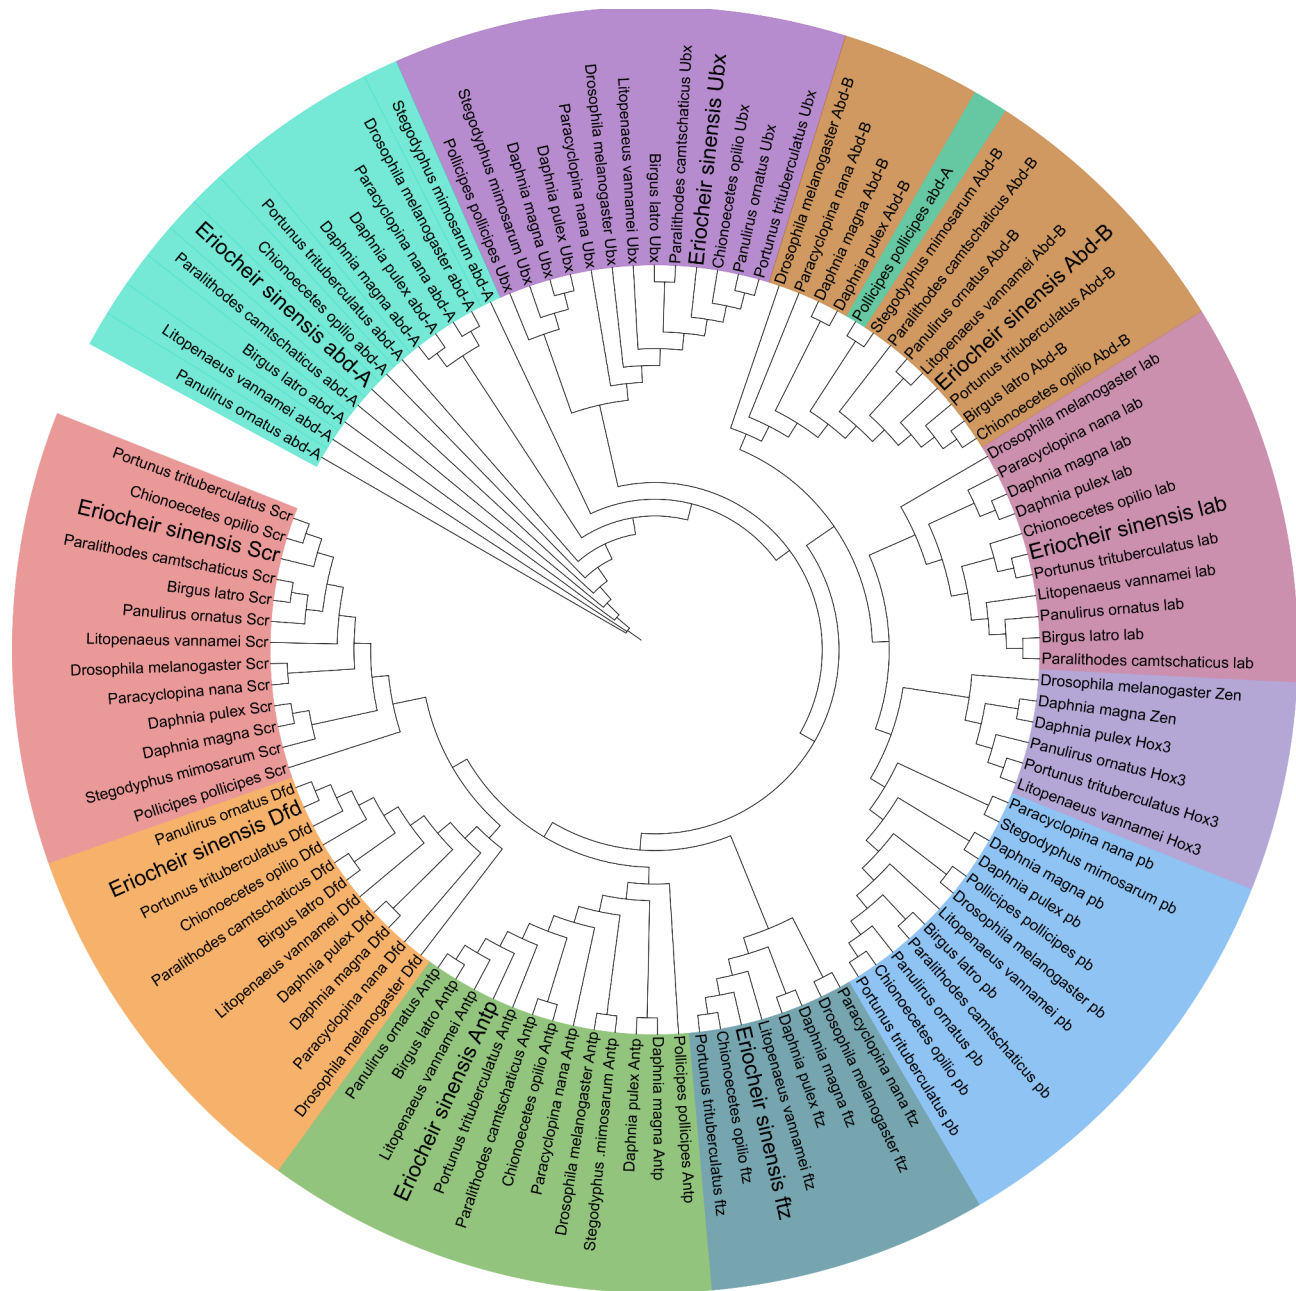 Panulirus ornatus abd-A
Litopenaeus vannamei abd-A
Birgus latro abd-A
Paralithodes camtschaticus abd-A
Eriocheir sinensis abd-A
Chionoecetes opilio abd-A
Portunus trituberculatus abd-A
Daphnia magna abd-A
Daphnia pulex abd-A
Paracyclopina nana abd-A
Drosophila melanogaster abd-A
Stegodyphus mimosarum abd-A
Pollicipes pollicipes Ubx
Stegodyphus mimosarum Ubx
Daphnia magna Ubx
Daphnia pulex Ubx
Paracyclopina nana Ubx
Drosophila melanogaster Ubx
Litopenaeus vannamei Ubx
Birgus latro Ubx
Paralithodes camtschaticus Ubx
Eriocheir sinensis Ubx
Chionoecetes opilio Ubx
Panulirus ornatus Ubx
Portunus trituberculatus Ubx
Drosophila melanogaster Abd-B
Paracyclopina nana Abd-B
Daphnia magna Abd-B
Daphnia pulex Abd-B
Pollicipes pollicipes abd-A
Stegodyphus mimosarum Abd-B
Paralithodes camtschaticus Abd-B
Panulirus ornatus Abd-B
Litopenaeus vannamei Abd-B
Eriocheir sinensis Abd-B
Portunus trituberculatus Abd-B
Birgus latro Abd-B
Chionoecetes opilio Abd-B
Drosophila melanogaster lab
Paracyclopina nana lab
Daphnia magna lab
Daphnia pulex lab
Chionoecetes opilio lab
Eriocheir sinensis lab
Portunus trituberculatus lab
Litopenaeus vannamei lab
Panulirus ornatus lab
Birgus latro lab
Paralithodes camtschaticus lab
Drosophila melanogaster Zen
Daphnia magna Zen
Daphnia pulex Hox3
Panulirus ornatus Hox3
Portunus trituberculatus Hox3
Litopenaeus vannamei Hox3
Paracyclopina nana pb
Stegodyphus mimosarum pb
Daphnia magna pb
Daphnia pulex pb
Pollicipes pollicipes pb
Drosophila melanogaster pb
Litopenaeus vannamei pb
Birgus latro pb
Paralithodes camtschaticus pb
Panulirus ornatus pb
Chionoecetes opilio pb
Portunus trituberculatus pb
Paracyclopina nana ftz
Drosophila melanogaster ftz
Daphnia magna ftz
Daphnia pulex ftz
Litopenaeus vannamei ftz
Eriocheir sinensis ftz
Chionoecetes opilio ftz
Portunus trituberculatus ftz
Pollicipes pollicipes Antp
Daphnia magna Antp
Daphnia pulex Antp
Stegodyphus .mimosarum Antp
Drosophila melanogaster Antp
Paracyclopina nana Antp
Chionoecetes opilio Antp
Paralithodes camtschaticus Antp
Portunus trituberculatus Antp
Eriocheir sinensis Antp
Litopenaeus vannamei Antp
Birgus latro Antp
Panulirus ornatus Antp
Drosophila melanogaster Dfd
Paracyclopina nana Dfd
Daphnia magna Dfd
Daphnia pulex Dfd
Litopenaeus vannamei Dfd
Birgus latro Dfd
Paralithodes camtschaticus Dfd
Chionoecetes opilio Dfd
Portunus trituberculatus Dfd
Eriocheir sinensis Dfd
Panulirus ornatus Dfd
Pollicipes pollicipes Scr
Stegodyphus mimosarum Scr
Daphnia magna Scr
Daphnia pulex Scr
Paracyclopina nana Scr
Drosophila melanogaster Scr
Litopenaeus vannamei Scr
Panulirus ornatus Scr
Birgus latro Scr
Paralithodes camtschaticus Scr
Eriocheir sinensis Scr
Chionoecetes opilio Scr
Portunus trituberculatus Scr